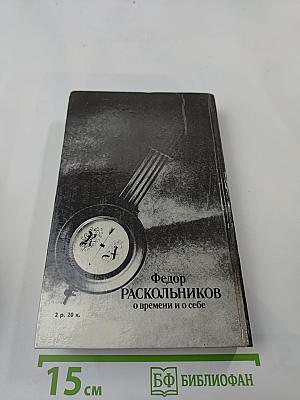 Федор
РАСКОЛЬНИКОВ
о времени и о себе
2 р. 20 к.
15 см
БФ БИБЛИОФАН